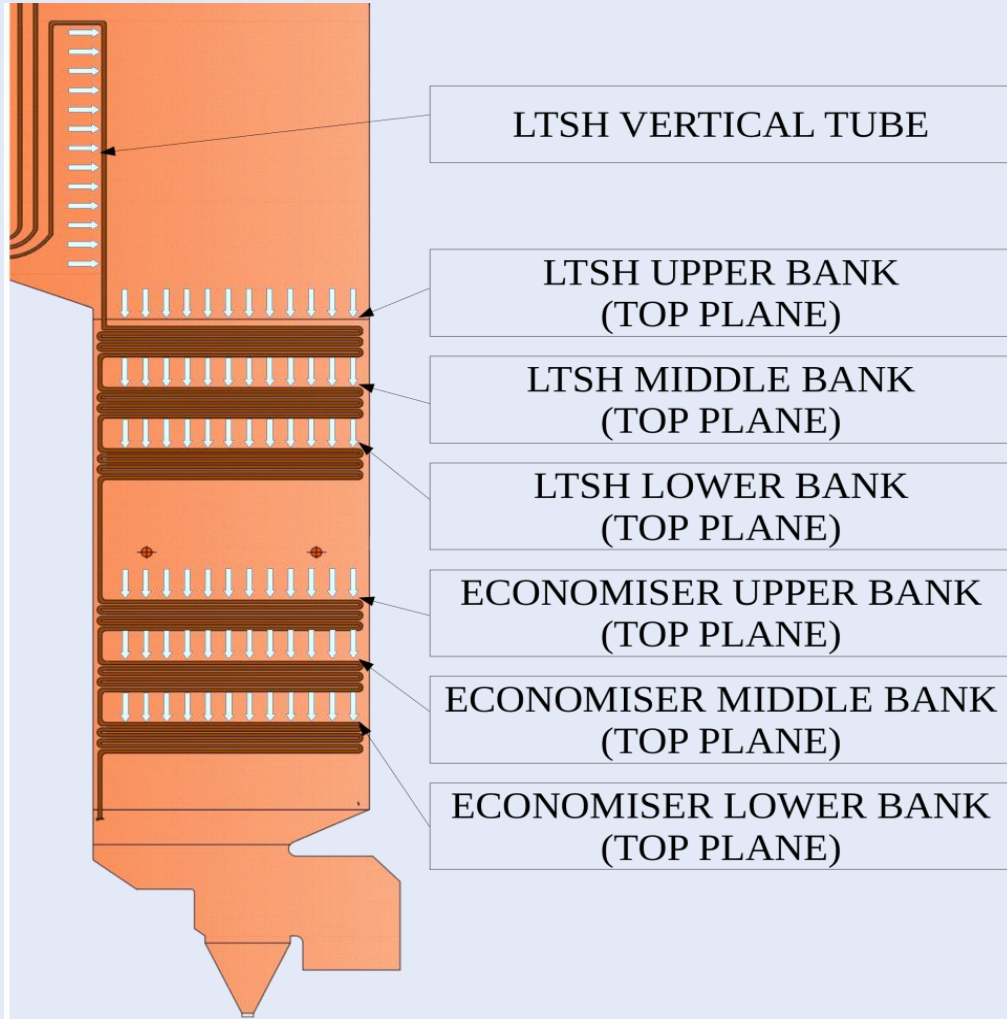 LTSH VERTICAL TUBE
LTSH UPPER BANK
(TOP PLANE)
LTSH MIDDLE BANK
(TOP PLANE)
LTSH LOWER BANK
(TOP PLANE)
ECONOMISER UPPER BANK
(TOP PLANE)
ECONOMISER MIDDLE BANK
(TOP PLANE)
ECONOMISER LOWER BANK
(TOP PLANE)